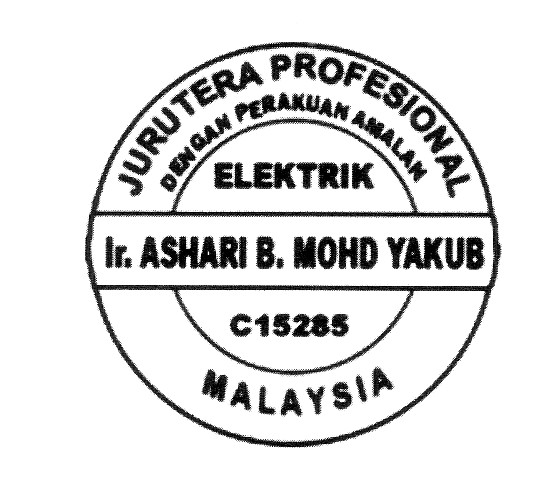 JURUTERA PROFESIONAL
DENGAN PERAKUAN AMALAN
ELEKTRIK
Ir. ASHARI B. MOHD YAKUB
C15285
MALAYSIA